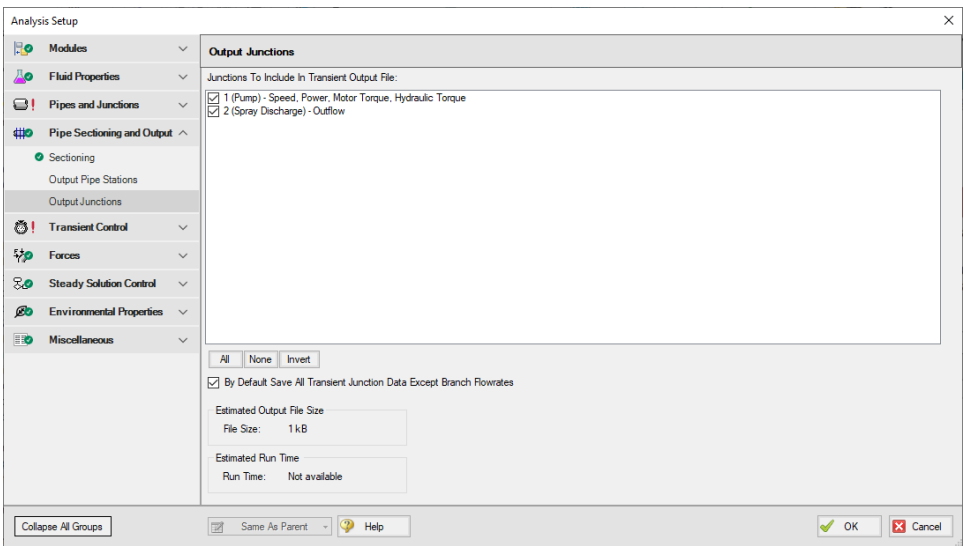 Analysis Setup
Modules
Fluid Properties
Pipes and Junctions
Pipe Sectioning and Output
Sectioning
Output Pipe Stations
Output Junctions
Transient Control
Forces
Steady Solution Control
Environmental Properties
Miscellaneous
Output Junctions
Junctions To Include In Transient Output File:
1 (Pump) - Speed, Power, Motor Torque, Hydraulic Torque
2 (Spray Discharge) - Outflow
All None Invert
By Default Save All Transient Junction Data Except Branch Flowrates
Estimated Output File Size
File Size: 1 kB
Estimated Run Time
Run Time: Not available
Collapse All Groups Same As Parent Help OK Cancel